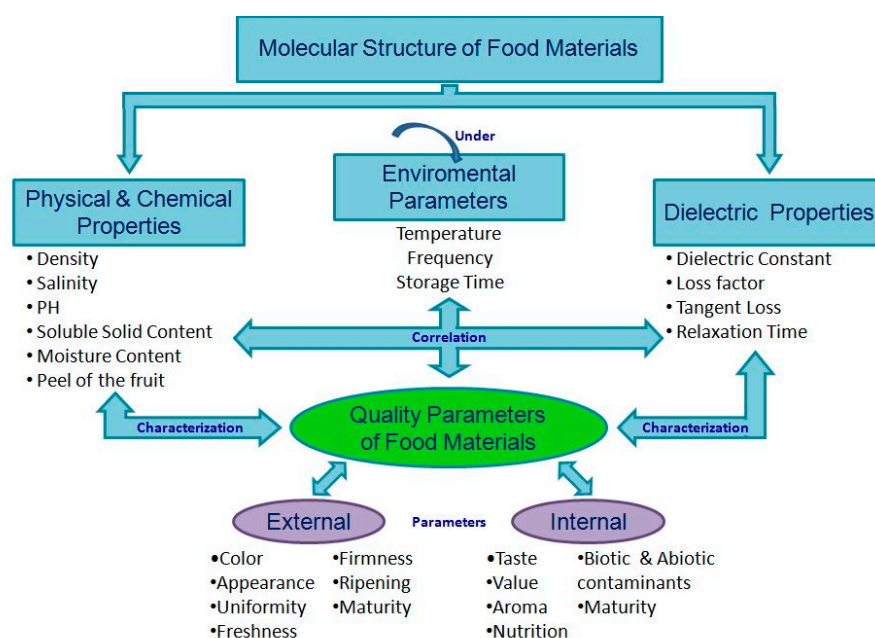 Molecular Structure of Food Materials
Under
Physical & Chemical
Properties
Enviromental
Parameters
Dielectric Properties
• Density
• Salinity
• PH
• Soluble Solid Content
• Moisture Content
• Peel of the fruit
Temperature
Frequency
Storage Time
• Dielectric Constant
• Loss factor
• Tangent Loss
• Relaxation Time
Correlation
Characterization
Quality Parameters
of Food Materials
Characterization
External
Parameters
Internal
•Color
•Appearance
•Uniformity
•Freshness
•Firmness
•Ripening
•Maturity
•Taste
•Value
•Aroma
•Nutrition
•Biotic & Abiotic
contaminants
•Maturity